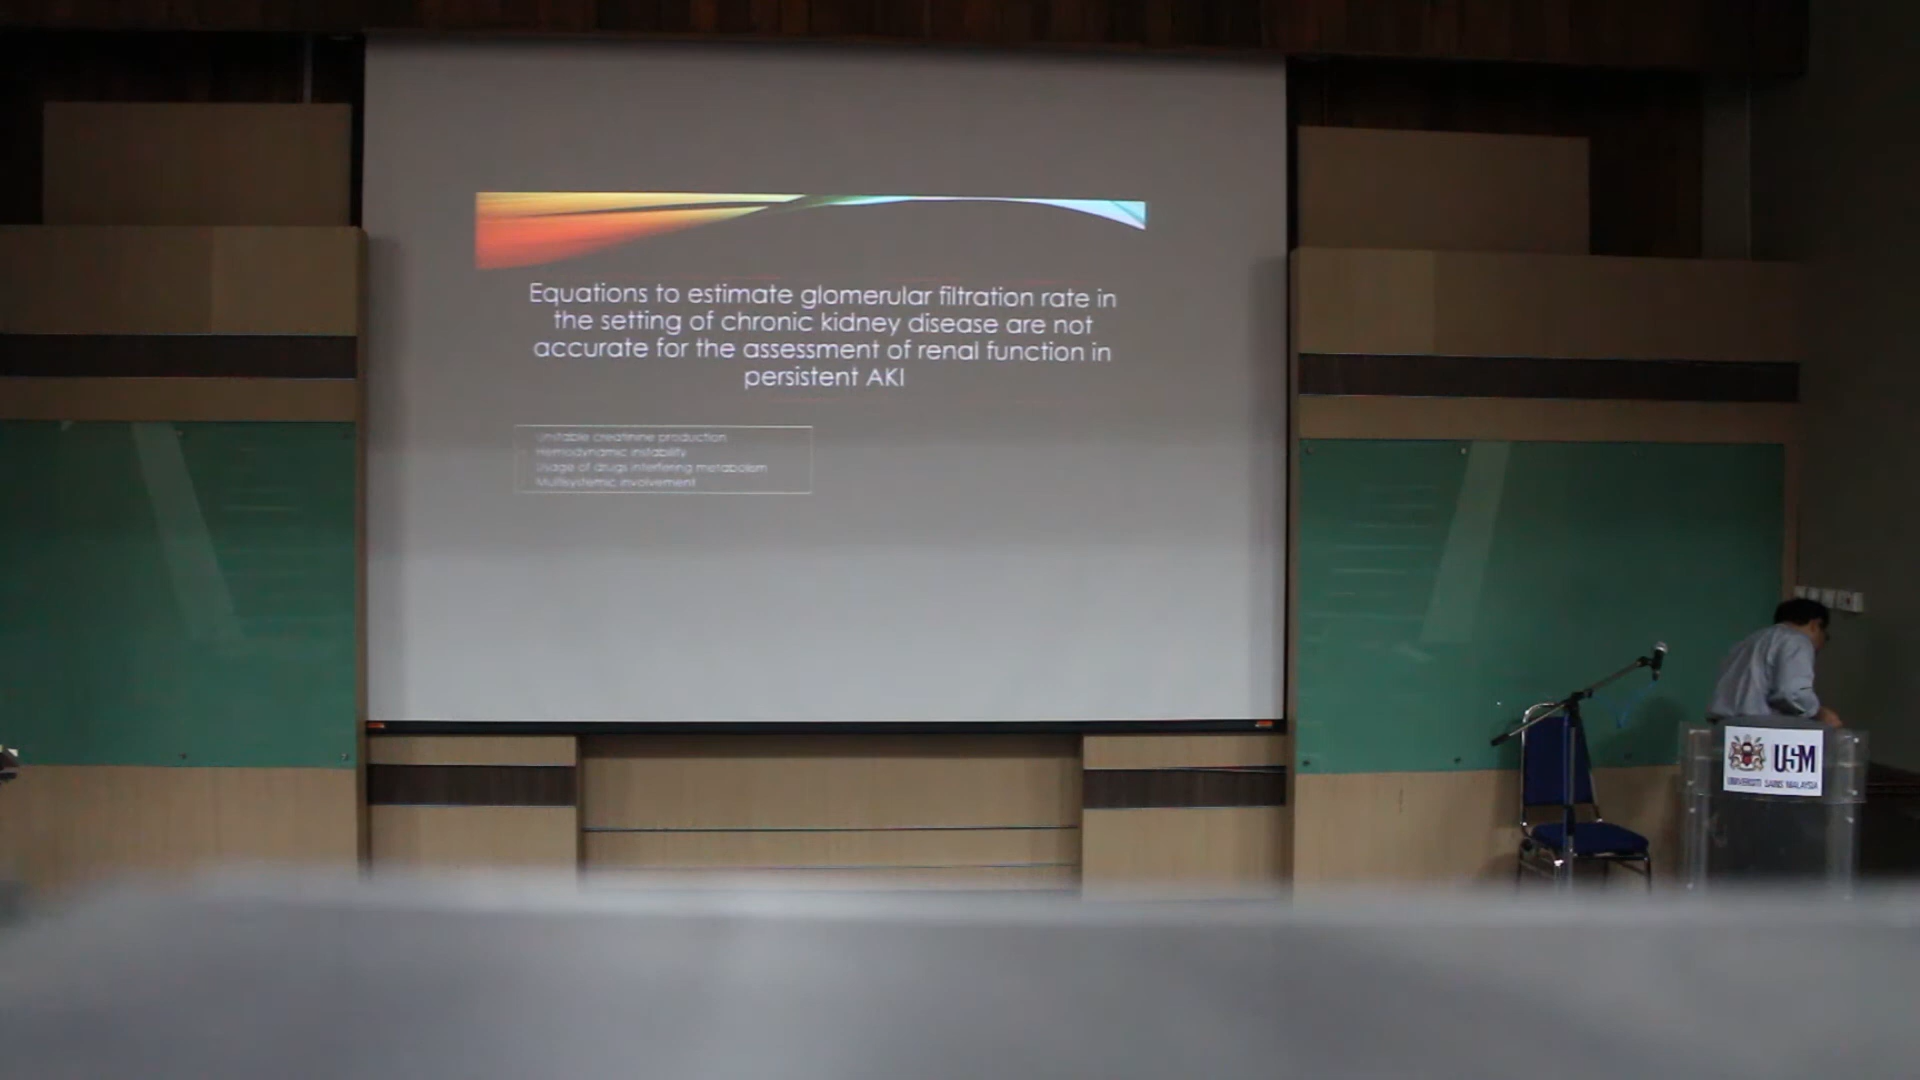 Equations to estimate glomerular filtration rate in
the setting of chronic kidney disease are not
accurate for the assessment of renal function in
persistent AKI
Unstable creatinine production
Hemodynamic instability
Usage of drugs interfering metabolism
Multisystemic involvement
USM
UNIVERSITI SAINS MALAYSIA